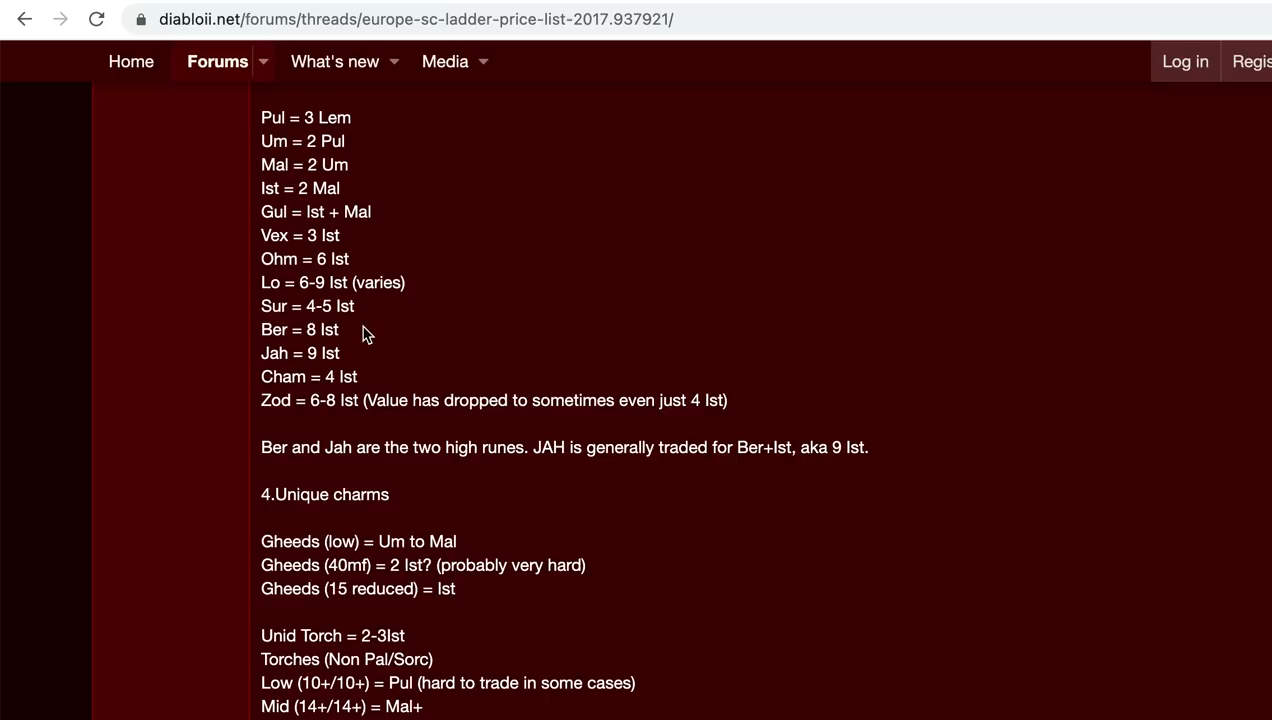 diabloii.net/forums/threads/europe-sc-ladder-price-list-2017.937921/
Home Forums What's new Media Log in Regis
Pul = 3 Lem
Um = 2 Pul
Mal = 2 Um
Ist = 2 Mal
Gul = Ist + Mal
Vex = 3 Ist
Ohm = 6 Ist
Lo = 6-9 Ist (varies)
Sur = 4-5 Ist
Ber = 8 Ist
Jah = 9 Ist
Cham = 4 Ist
Zod = 6-8 Ist (Value has dropped to sometimes even just 4 Ist)
Ber and Jah are the two high runes. JAH is generally traded for Ber+Ist, aka 9 Ist.
4.Unique charms
Gheeds (low) = Um to Mal
Gheeds (40mf) = 2 Ist? (probably very hard)
Gheeds (15 reduced) = Ist
Unid Torch = 2-3Ist
Torches (Non Pal/Sorc)
Low (10+/10+) = Pul (hard to trade in some cases)
Mid (14+/14+) = Mal+